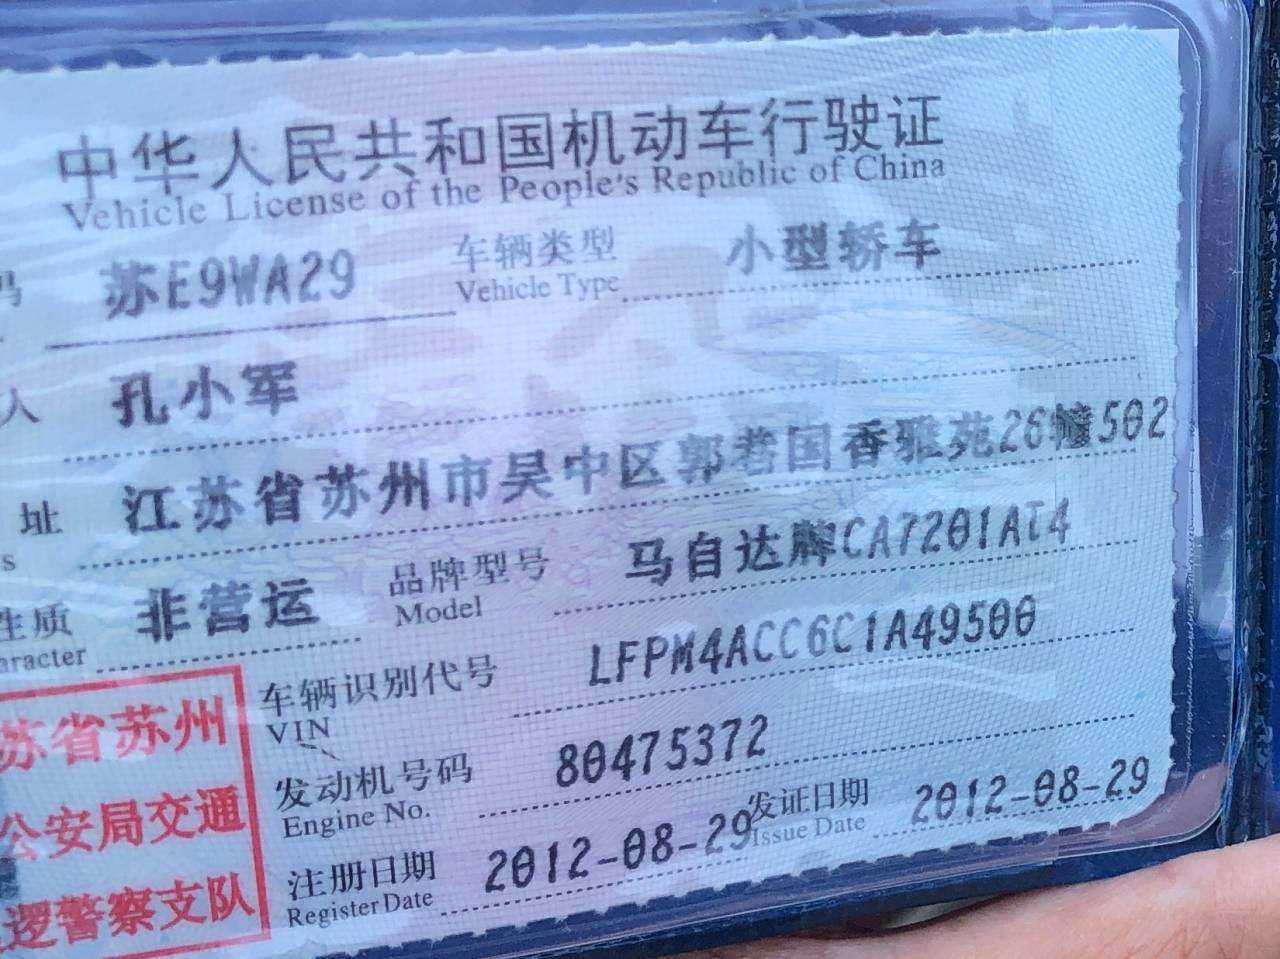 中华人民共和国机动车行驶证
Vehicle License of the People's Republic of China
码 苏E9WA29 车辆类型 小型轿车
Vehicle Type
人 孔小军
址 江苏省苏州市吴中区郭巷国香雅苑26幢502
s
性质 非营运 品牌型号 马自达牌CA7201AT4
aracter Model
车辆识别代号 LFPM4ACC6C1A49500
VIN
发动机号码 80475372
Engine No.
注册日期 2012-08-29 发证日期 2012-08-29
Register Date Issue Date
苏省苏州
公安局交通
巡逻警察支队